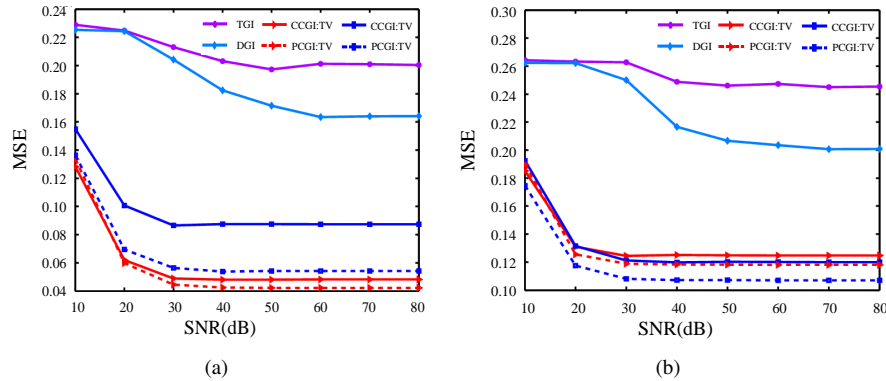 0.24
0.22
0.20
0.18
0.16
0.14
0.12
0.10
0.08
0.06
0.04
MSE
TGI CCGI:TV CCGI:TV
DGI PCGI:TV PCGI:TV
10 20 30 40 50 60 70 80
SNR(dB)
(a)
0.30
0.28
0.26
0.24
0.22
0.20
0.18
0.16
0.14
0.12
0.10
MSE
TGI CCGI:TV CCGI:TV
DGI PCGI:TV PCGI:TV
10 20 30 40 50 60 70 80
SNR(dB)
(b)